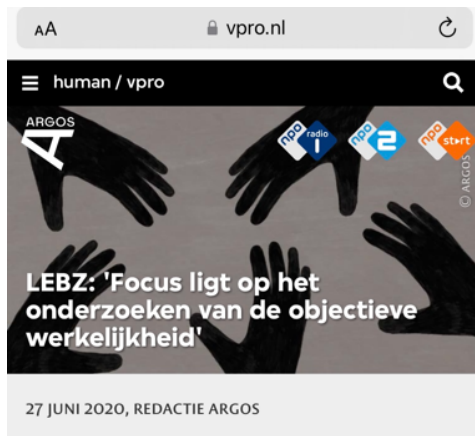 AA
vpro.nl
human / vpro
ARGOS
npo radio 1
npo 2
npo start
© ARGOS
LEBZ: 'Focus ligt op het
onderzoeken van de objectieve
werkelijkheid'
27 JUNI 2020, REDACTIE ARGOS